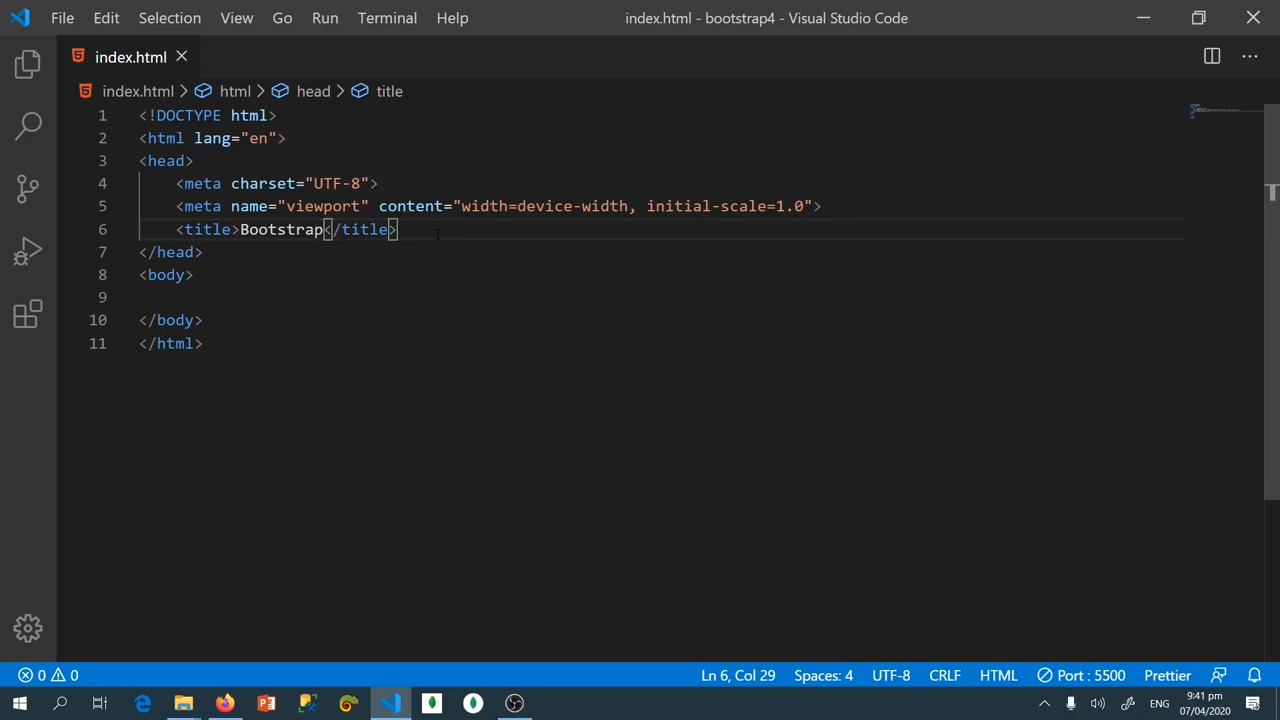 File Edit Selection View Go Run Terminal Help index.html - bootstrap4 - Visual Studio Code
index.html
index.html > html > head > title
1 <!DOCTYPE html>
2 <html lang="en">
3 <head>
4 <meta charset="UTF-8">
5 <meta name="viewport" content="width=device-width, initial-scale=1.0">
6 <title>Bootstrap</title>
7 </head>
8 <body>
9
10 </body>
11 </html>
0 0 Ln 6, Col 29 Spaces: 4 UTF-8 CRLF HTML Port : 5500 Prettier
ENG 9:41 pm
07/04/2020